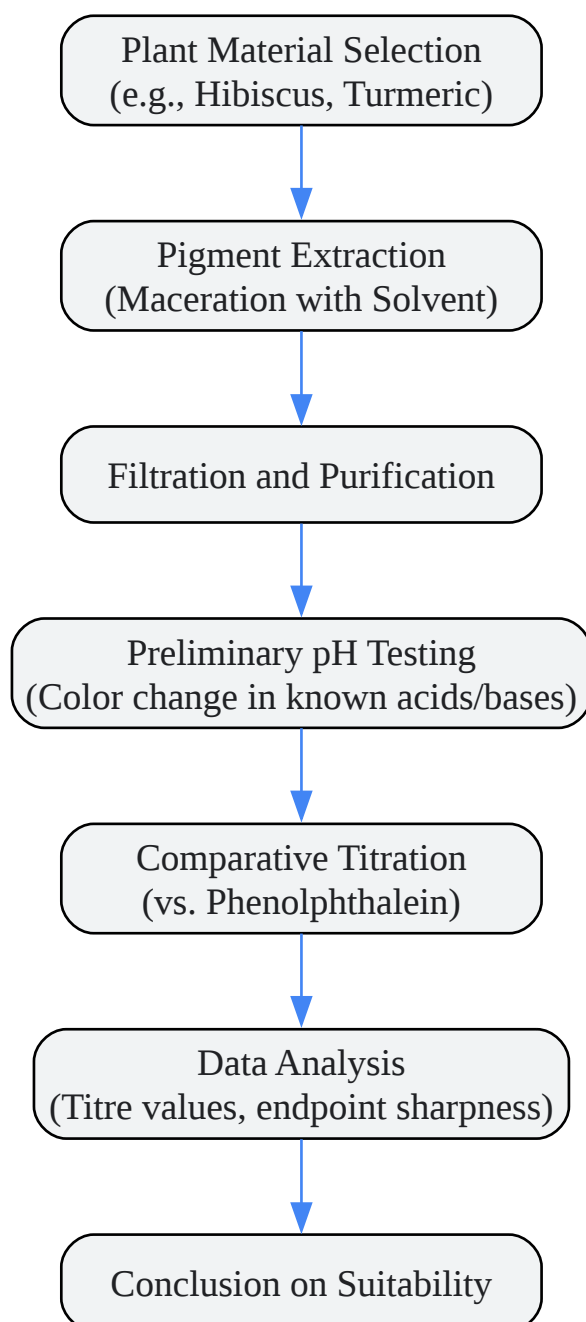 Plant Material Selection
(e.g., Hibiscus, Turmeric)
Pigment Extraction
(Maceration with Solvent)
Filtration and Purification
Preliminary pH Testing
(Color change in known acids/bases)
Comparative Titration
(vs. Phenolphthalein)
Data Analysis
(Titre values, endpoint sharpness)
Conclusion on Suitability